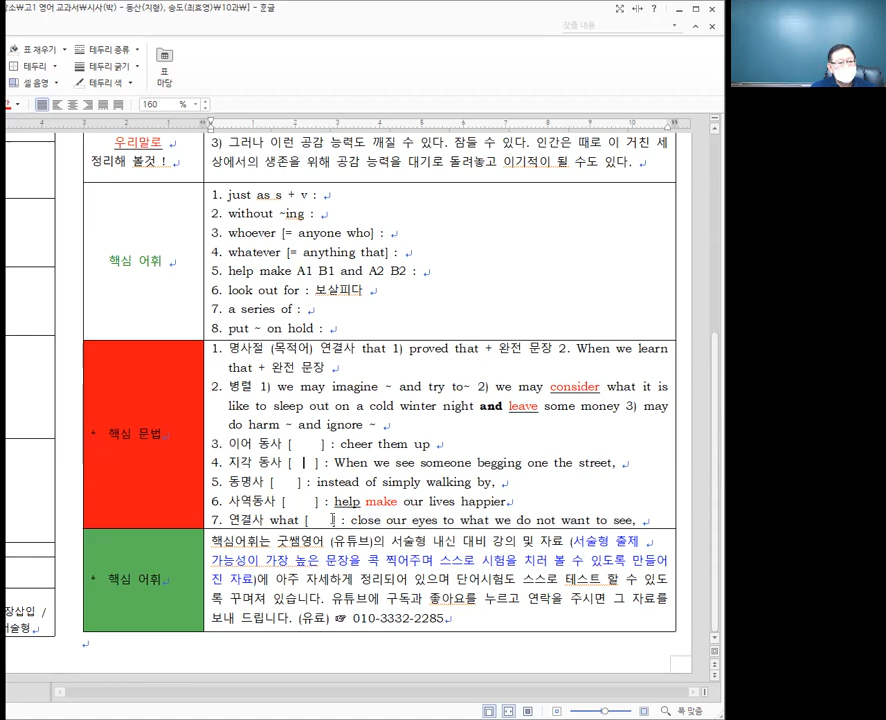 소₩고1 영어 교과서₩시사(박) - 동산(지형), 송도(최효영)₩10과₩] - 한글
갖출 내용
표 채우기 테두리 종류
테두리 테두리 굵기
셀 음영 테두리 색
표
마당
160 %
4 3 2 1 1 2 3 4 5 6 7 8 9 10
우리말로
정리해 볼것 !
3) 그러나 이런 공감 능력도 깨질 수 있다. 잠들 수 있다. 인간은 때로 이 거친 세
상에서의 생존을 위해 공감 능력을 대기로 돌려놓고 이기적이 될 수도 있다.
핵심 어휘
1. just as s + v :
2. without ~ing :
3. whoever [= anyone who] :
4. whatever [= anything that] :
5. help make A1 B1 and A2 B2 :
6. look out for : 보살피다
7. a series of :
8. put ~ on hold :
* 핵심 문법
1. 명사절 (목적어) 연결사 that 1) proved that + 완전 문장 2. When we learn
that + 완전 문장
2. 병렬 1) we may imagine ~ and try to~ 2) we may consider what it is
like to sleep out on a cold winter night and leave some money 3) may
do harm ~ and ignore ~
3. 이어 동사 [ ] : cheer them up
4. 지각 동사 [ ] : When we see someone begging one the street,
5. 동명사 [ ] : instead of simply walking by,
6. 사역동사 [ ] : help make our lives happier
7. 연결사 what [ ] : close our eyes to what we do not want to see,
* 핵심 어휘
핵심어휘는 굿쌤영어 (유튜브)의 서술형 내신 대비 강의 및 자료 (서술형 출제
가능성이 가장 높은 문장을 콕 찍어주며 스스로 시험을 치러 볼 수 있도록 만들어
진 자료)에 아주 자세하게 정리되어 있으며 단어시험도 스스로 테스트 할 수 있도
록 꾸며져 있습니다. 유튜브에 구독과 좋아요를 누르고 연락을 주시면 그 자료를
보내 드립니다. (유료) ☞ 010-3332-2285
장삽입 /
서술형
폭 맞춤